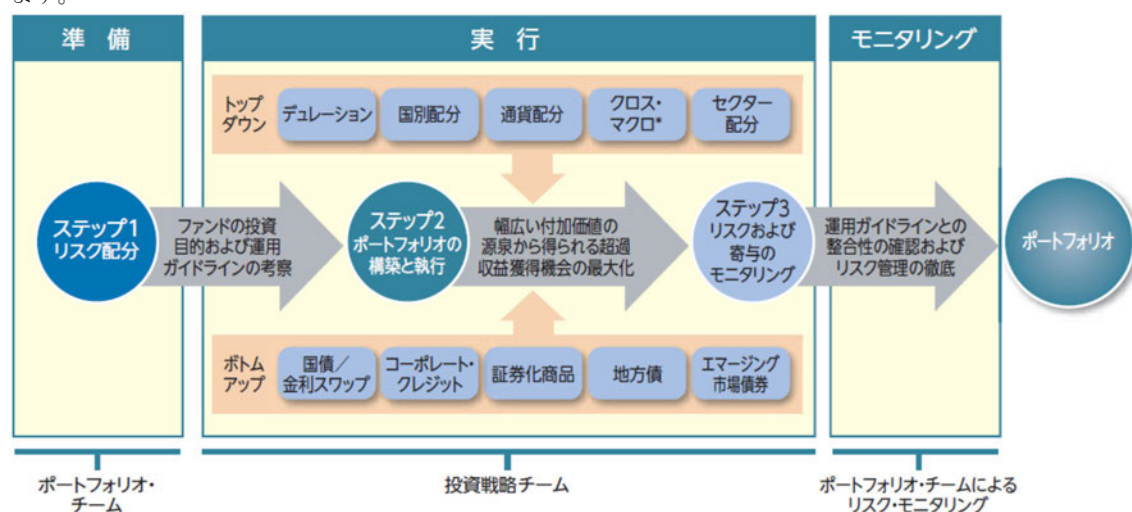 ます。
準 備
実 行
モニタリング
トップ
ダウン
デュレーション
国別配分
通貨配分
クロス・
マクロ*
セクター
配分
ステップ1
リスク配分
ファンドの投資
目的および運用
ガイドラインの考察
ステップ2
ポートフォリオの
構築と執行
幅広い付加価値の
源泉から得られる超過
収益獲得機会の最大化
ステップ3
リスクおよび
寄与の
モニタリング
運用ガイドラインとの
整合性の確認および
リスク管理の徹底
ポートフォリオ
ボトム
アップ
国債/
金利スワップ
コーポレート・
クレジット
証券化商品
地方債
エマージング
市場債券
ポートフォリオ・
チーム
投資戦略チーム
ポートフォリオ・チームによる
リスク・モニタリング